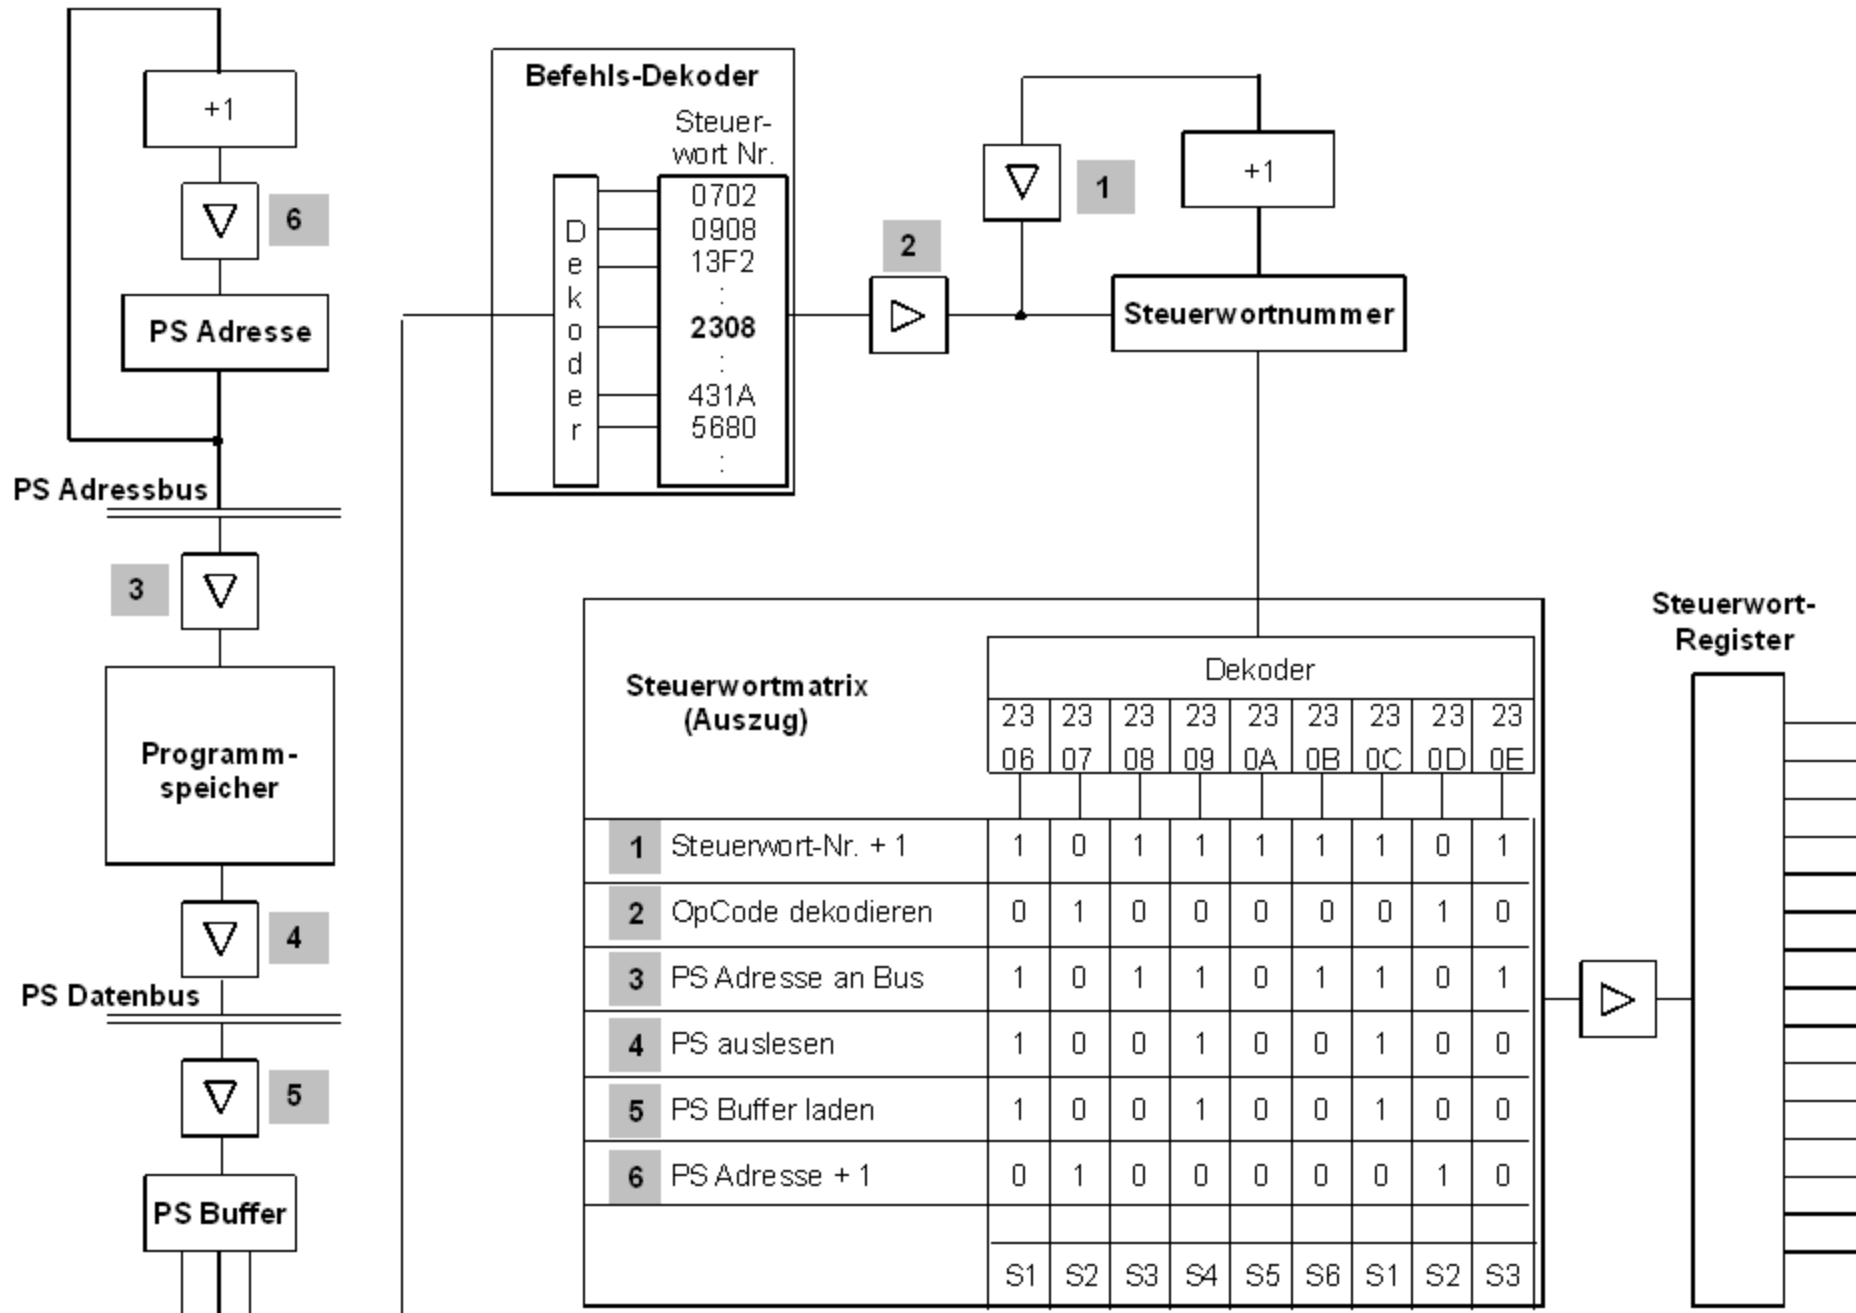 +1
6
PS Adresse
PS Adressbus
3
Programm-
speicher
4
PS Datenbus
5
PS Buffer
Befehls-Dekoder
Steuer-
wort Nr.
Dekoder
0702
0908
13F2
:
2308
:
431A
5680
:
2
1
+1
Steuerwortnummer
Steuerwortmatrix
(Auszug)
Dekoder
23 23 23 23 23 23 23 23 23
06 07 08 09 0A 0B 0C 0D 0E
1 Steuerwort-Nr. + 1 1 0 1 1 1 1 1 0 1
2 OpCode dekodieren 0 1 0 0 0 0 0 1 0
3 PS Adresse an Bus 1 0 1 1 0 1 1 0 1
4 PS auslesen 1 0 0 1 0 0 1 0 0
5 PS Buffer laden 1 0 0 1 0 0 1 0 0
6 PS Adresse + 1 0 1 0 0 0 0 0 1 0
S1 S2 S3 S4 S5 S6 S1 S2 S3
Steuerwort-
Register